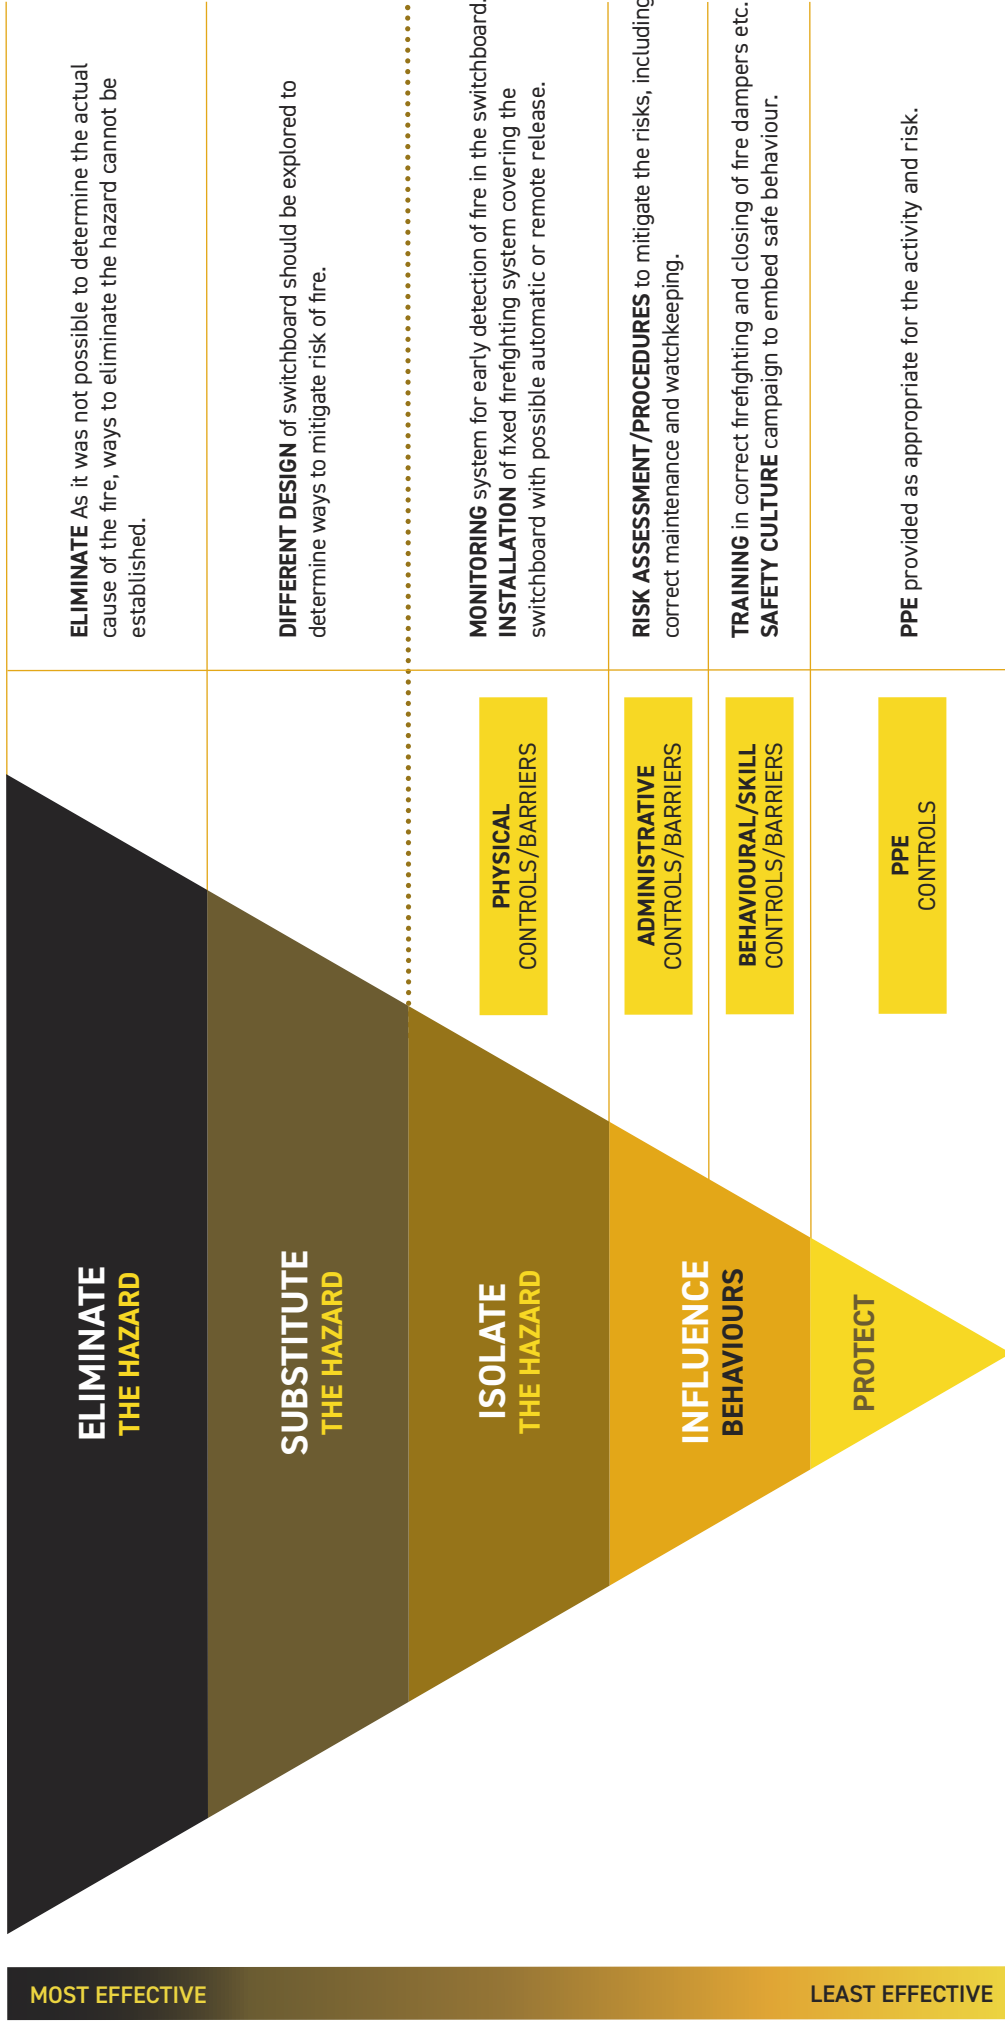 MOST EFFECTIVE
LEAST EFFECTIVE
ELIMINATE
THE HAZARD
ELIMINATE As it was not possible to determine the actual
cause of the fire, ways to eliminate the hazard cannot be
established.
SUBSTITUTE
THE HAZARD
DIFFERENT DESIGN of switchboard should be explored to
determine ways to mitigate risk of fire.
ISOLATE
THE HAZARD
PHYSICAL
CONTROLS/BARRIERS
MONITORING system for early detection of fire in the switchboard.
INSTALLATION of fixed firefighting system covering the
switchboard with possible automatic or remote release.
INFLUENCE
BEHAVIOURS
ADMINISTRATIVE
CONTROLS/BARRIERS
RISK ASSESSMENT/PROCEDURES to mitigate the risks, including
correct maintenance and watchkeeping.
BEHAVIOURAL/SKILL
CONTROLS/BARRIERS
TRAINING in correct firefighting and closing of fire dampers etc.
SAFETY CULTURE campaign to embed safe behaviour.
PROTECT
PPE
CONTROLS
PPE provided as appropriate for the activity and risk.